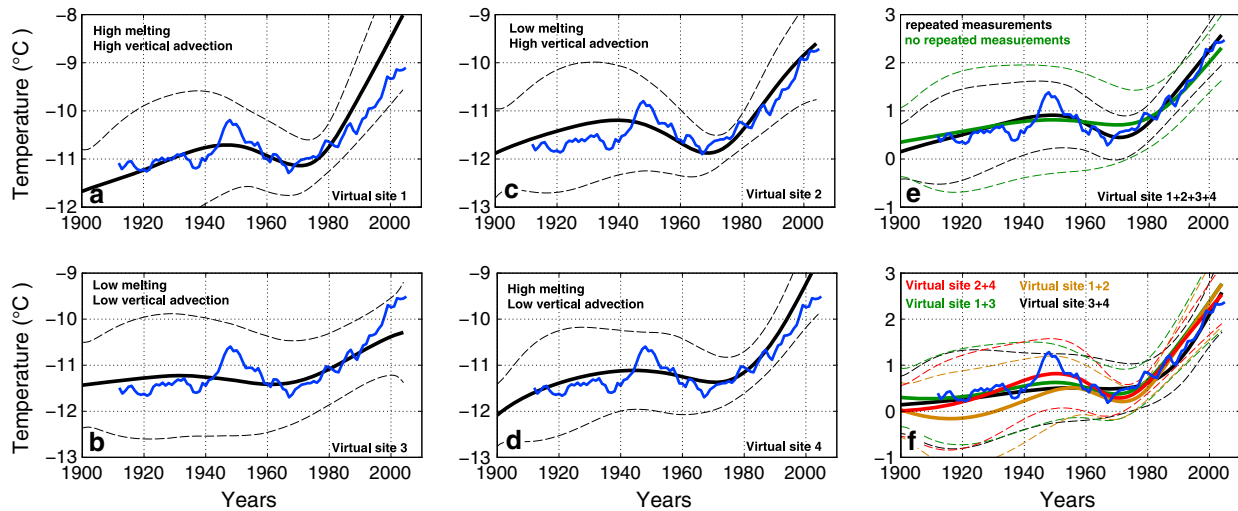 −8
−9
−10
−11
−12
Temperature (°C)
High melting
High vertical advection
a
Virtual site 1
1900 1920 1940 1960 1980 2000
−9
−10
−11
−12
−13
Low melting
High vertical advection
c
Virtual site 2
1900 1920 1940 1960 1980 2000
3
2
1
0
−1
repeated measurements
no repeated measurements
e
Virtual site 1+2+3+4
1900 1920 1940 1960 1980 2000
−9
−10
−11
−12
−13
Temperature (°C)
Low melting
Low vertical advection
b
Virtual site 3
1900 1920 1940 1960 1980 2000
Years
−9
−10
−11
−12
−13
High melting
Low vertical advection
d
Virtual site 4
1900 1920 1940 1960 1980 2000
Years
3
2
1
0
−1
Virtual site 2+4 Virtual site 1+2
Virtual site 1+3 Virtual site 3+4
f
1900 1920 1940 1960 1980 2000
Years